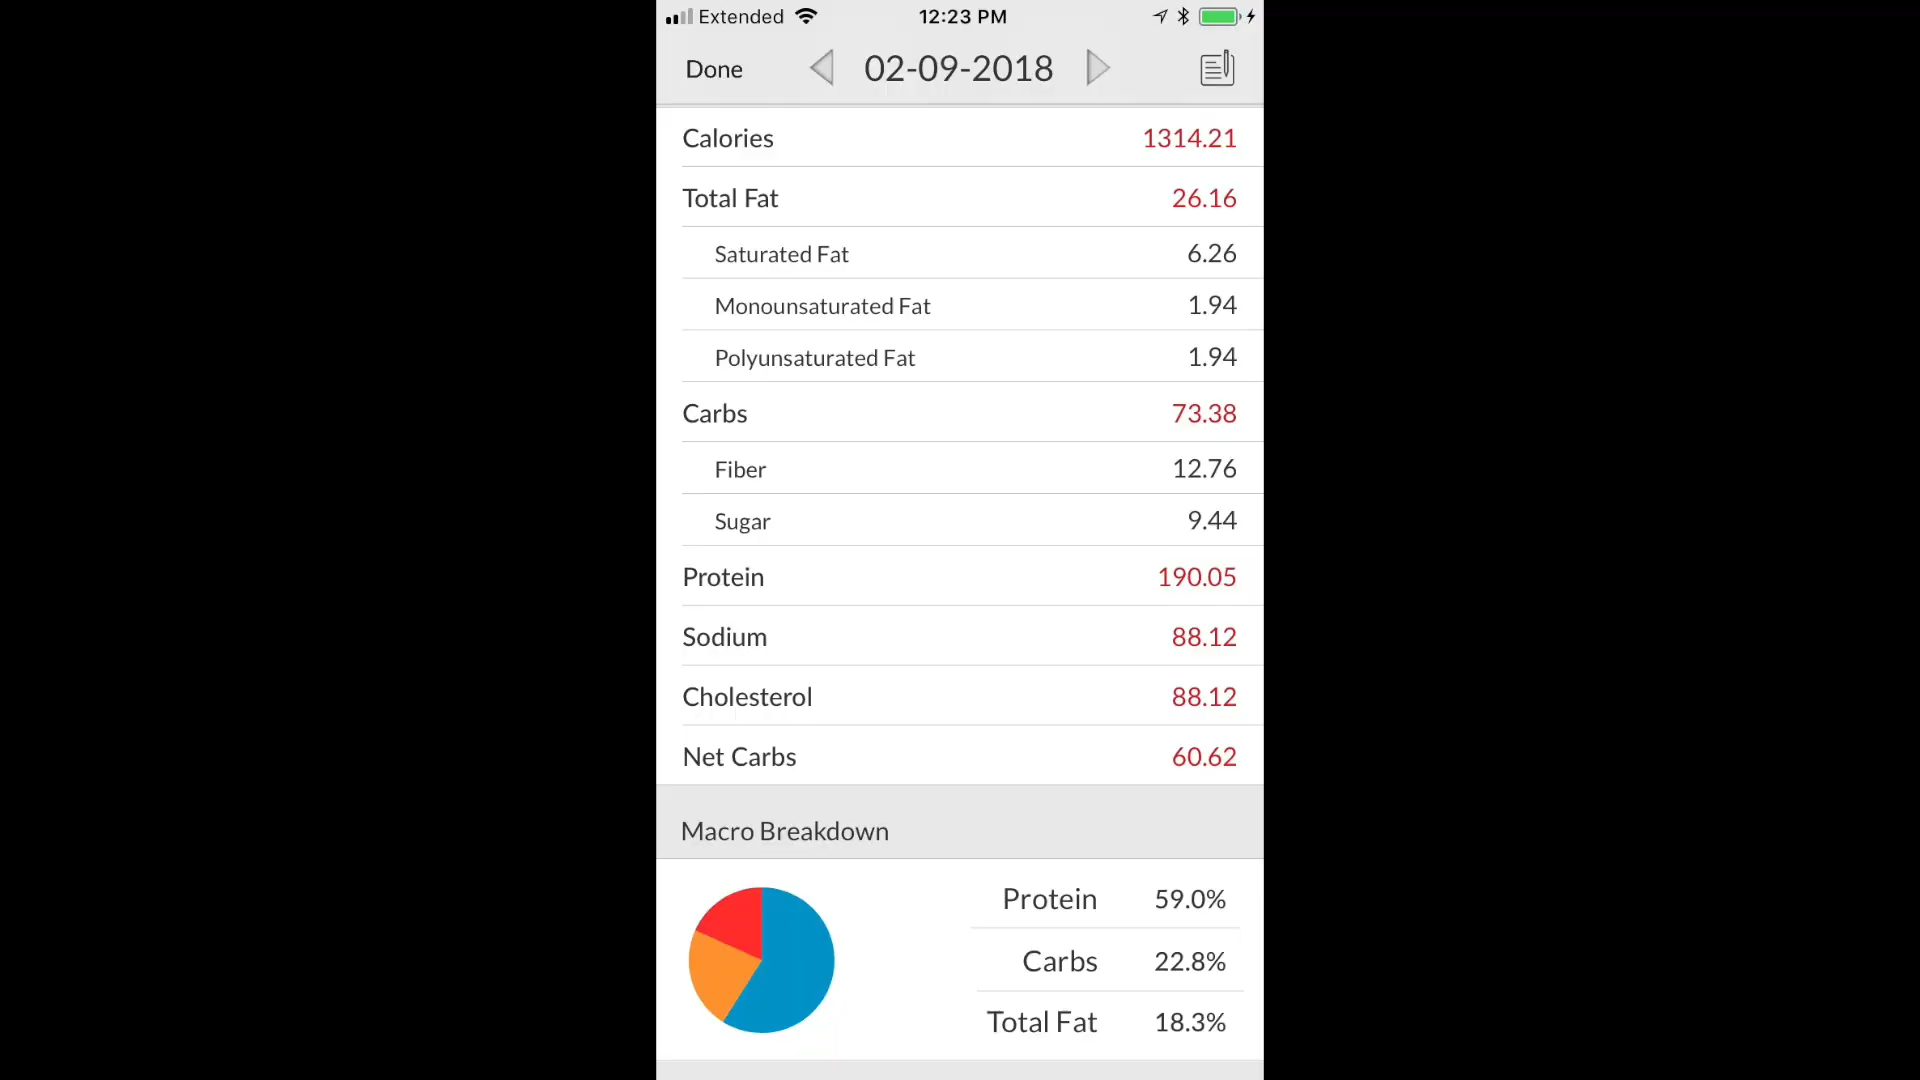 Extended 12:23 PM
Done 02-09-2018
Calories 1314.21
Total Fat 26.16
Saturated Fat 6.26
Monounsaturated Fat 1.94
Polyunsaturated Fat 1.94
Carbs 73.38
Fiber 12.76
Sugar 9.44
Protein 190.05
Sodium 88.12
Cholesterol 88.12
Net Carbs 60.62
Macro Breakdown
Protein 59.0%
Carbs 22.8%
Total Fat 18.3%